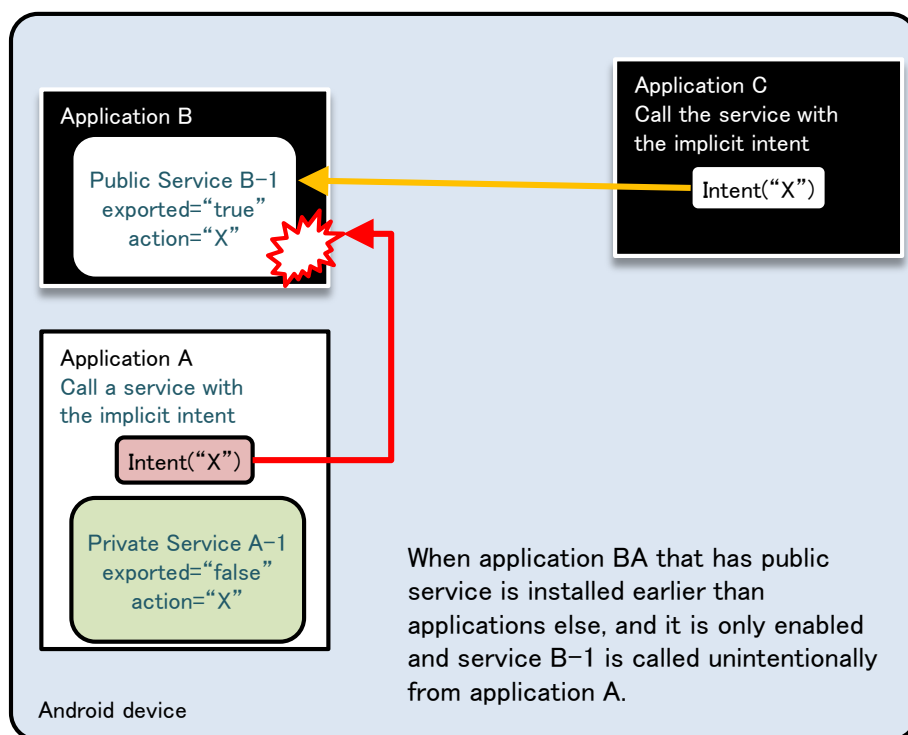 Application B
Public Service B-1
exported=“true”
action=“X”
Application C
Call the service with
the implicit intent
Intent(“X”)
Application A
Call a service with
the implicit intent
Intent(“X”)
Private Service A-1
exported=“false”
action=“X”
When application BA that has public
service is installed earlier than
applications else, and it is only enabled
and service B-1 is called unintentionally
from application A.
Android device